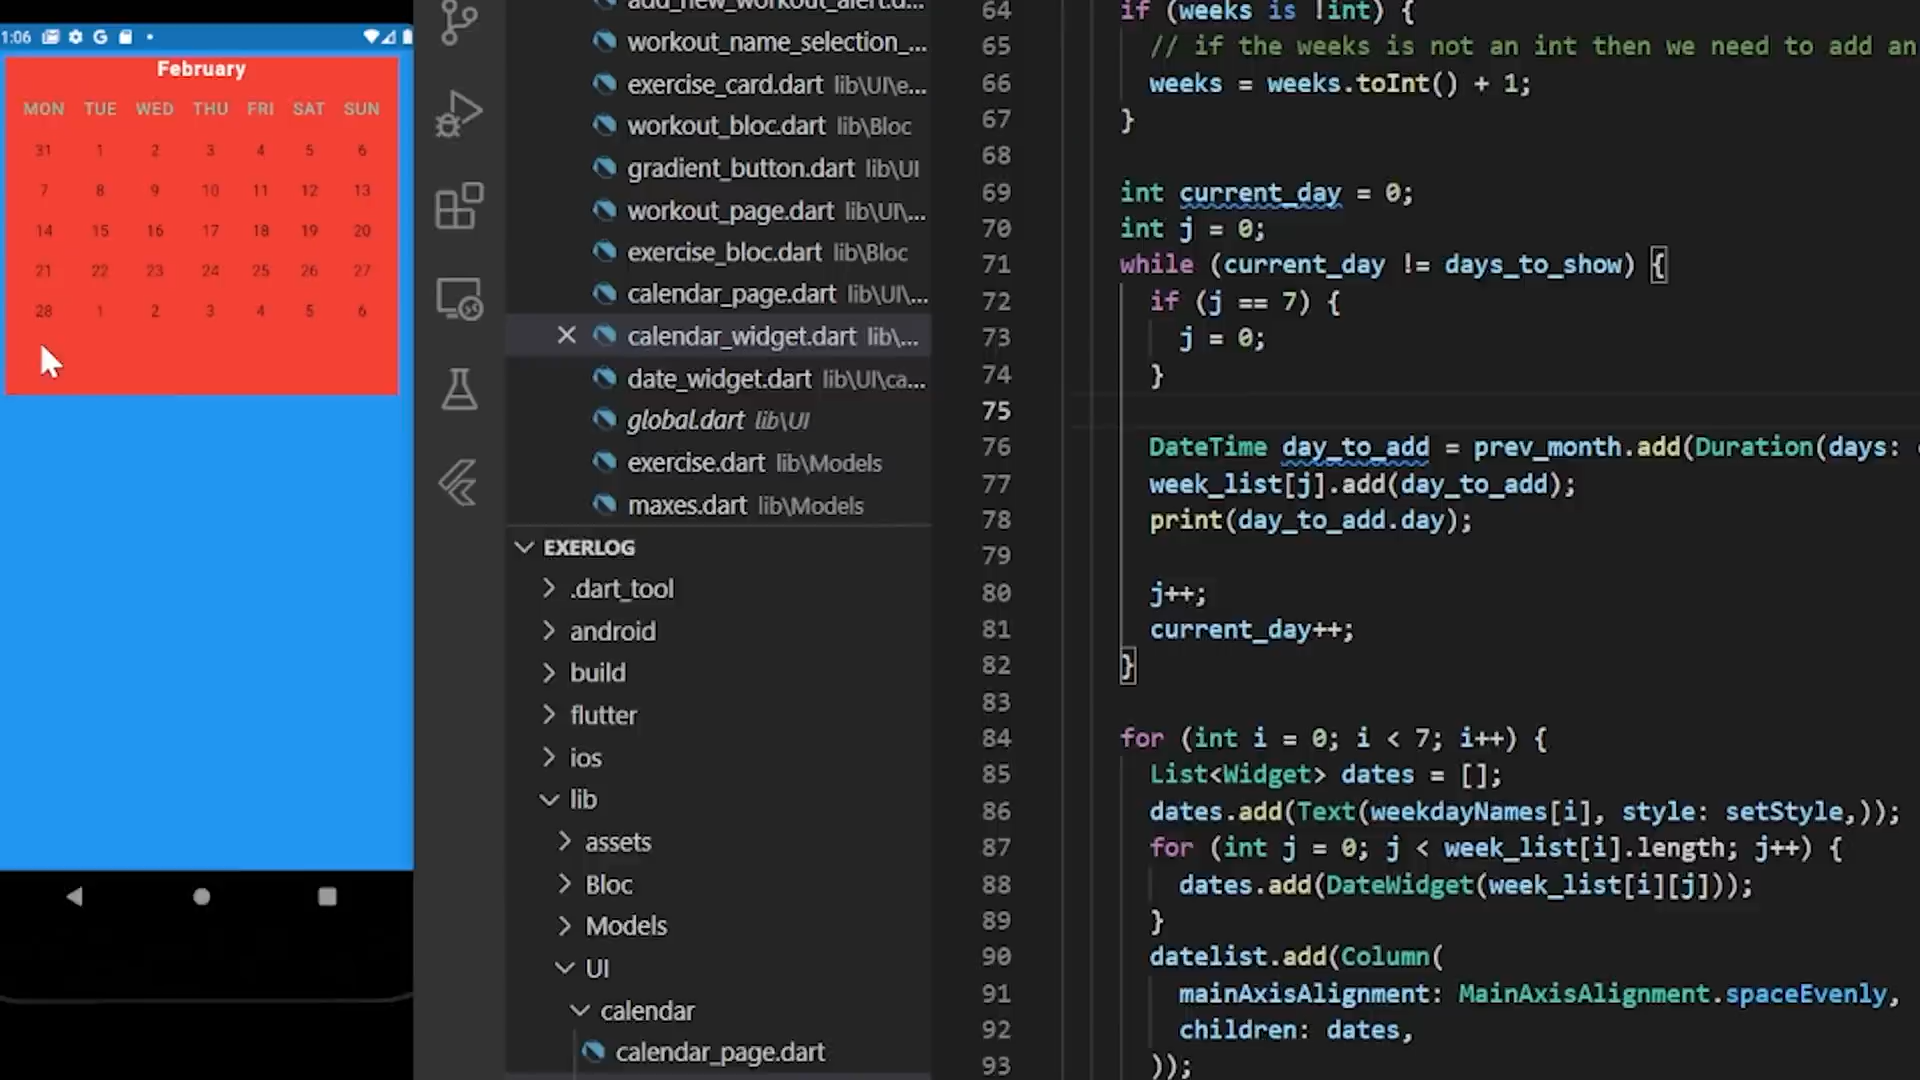 1:06
February
MON TUE WED THU FRI SAT SUN
31 1 2 3 4 5 6
7 8 9 10 11 12 13
14 15 16 17 18 19 20
21 22 23 24 25 26 27
28 1 2 3 4 5 6
add_new_workout_alert.d...
workout_name_selection_...
exercise_card.dart lib\UI\e...
workout_bloc.dart lib\Bloc
gradient_button.dart lib\UI
workout_page.dart lib\UI\...
exercise_bloc.dart lib\Bloc
calendar_page.dart lib\UI\...
calendar_widget.dart lib\...
date_widget.dart lib\UI\ca...
global.dart lib\UI
exercise.dart lib\Models
maxes.dart lib\Models
EXERLOG
.dart_tool
android
build
flutter
ios
lib
assets
Bloc
Models
UI
calendar
calendar_page.dart
64 if (weeks is !int) {
65 // if the weeks is not an int then we need to add an
66 weeks = weeks.toInt() + 1;
67 }
68
69 int current_day = 0;
70 int j = 0;
71 while (current_day != days_to_show) {
72 if (j == 7) {
73 j = 0;
74 }
75
76 DateTime day_to_add = prev_month.add(Duration(days:
77 week_list[j].add(day_to_add);
78 print(day_to_add.day);
79
80 j++;
81 current_day++;
82 }
83
84 for (int i = 0; i < 7; i++) {
85 List<Widget> dates = [];
86 dates.add(Text(weekdayNames[i], style: setStyle,));
87 for (int j = 0; j < week_list[i].length; j++) {
88 dates.add(DateWidget(week_list[i][j]));
89 }
90 datelist.add(Column(
91 mainAxisAlignment: MainAxisAlignment.spaceEvenly,
92 children: dates,
93 ));